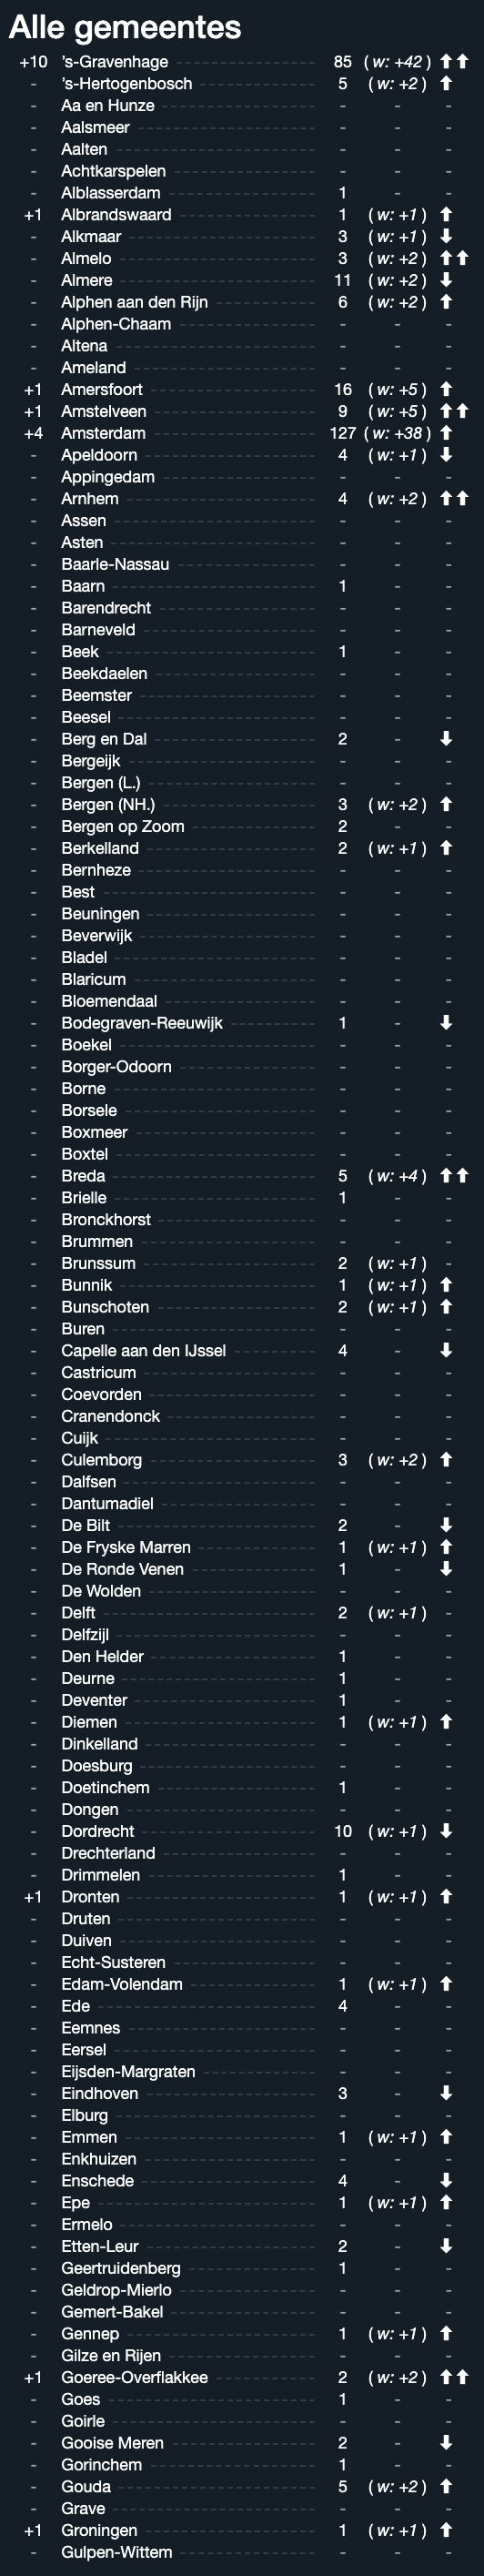 Alle gemeentes
+10 's-Gravenhage 85 ( w: +42 ) ⬆⬆
- 's-Hertogenbosch 5 ( w: +2 ) ⬆
- Aa en Hunze - - -
- Aalsmeer - - -
- Aalten - - -
- Achtkarspelen - - -
- Alblasserdam 1 - -
+1 Albrandswaard 1 ( w: +1 ) ⬆
- Alkmaar 3 ( w: +1 ) ⬇
- Almelo 3 ( w: +2 ) ⬆⬆
- Almere 11 ( w: +2 ) ⬇
- Alphen aan den Rijn 6 ( w: +2 ) ⬆
- Alphen-Chaam - - -
- Altena - - -
- Ameland - - -
+1 Amersfoort 16 ( w: +5 ) ⬆
+1 Amstelveen 9 ( w: +5 ) ⬆⬆
+4 Amsterdam 127 ( w: +38 ) ⬆
- Apeldoorn 4 ( w: +1 ) ⬇
- Appingedam - - -
- Arnhem 4 ( w: +2 ) ⬆⬆
- Assen - - -
- Asten - - -
- Baarle-Nassau - - -
- Baarn 1 - -
- Barendrecht - - -
- Barneveld - - -
- Beek 1 - -
- Beekdaelen - - -
- Beemster - - -
- Beesel - - -
- Berg en Dal 2 - ⬇
- Bergeijk - - -
- Bergen (L.) - - -
- Bergen (NH.) 3 ( w: +2 ) ⬆
- Bergen op Zoom 2 - -
- Berkelland 2 ( w: +1 ) ⬆
- Bernheze - - -
- Best - - -
- Beuningen - - -
- Beverwijk - - -
- Bladel - - -
- Blaricum - - -
- Bloemendaal - - -
- Bodegraven-Reeuwijk 1 - ⬇
- Boekel - - -
- Borger-Odoorn - - -
- Borne - - -
- Borsele - - -
- Boxmeer - - -
- Boxtel - - -
- Breda 5 ( w: +4 ) ⬆⬆
- Brielle 1 - -
- Bronckhorst - - -
- Brummen - - -
- Brunssum 2 ( w: +1 ) -
- Bunnik 1 ( w: +1 ) ⬆
- Bunschoten 2 ( w: +1 ) ⬆
- Buren - - -
- Capelle aan den IJssel 4 - ⬇
- Castricum - - -
- Coevorden - - -
- Cranendonck - - -
- Cuijk - - -
- Culemborg 3 ( w: +2 ) ⬆
- Dalfsen - - -
- Dantumadiel - - -
- De Bilt 2 - ⬇
- De Fryske Marren 1 ( w: +1 ) ⬆
- De Ronde Venen 1 - ⬇
- De Wolden - - -
- Delft 2 ( w: +1 ) -
- Delfzijl - - -
- Den Helder 1 - -
- Deurne 1 - -
- Deventer 1 - -
- Diemen 1 ( w: +1 ) ⬆
- Dinkelland - - -
- Doesburg - - -
- Doetinchem 1 - -
- Dongen - - -
- Dordrecht 10 ( w: +1 ) ⬇
- Drechterland - - -
- Drimmelen 1 - -
+1 Dronten 1 ( w: +1 ) ⬆
- Druten - - -
- Duiven - - -
- Echt-Susteren - - -
- Edam-Volendam 1 ( w: +1 ) ⬆
- Ede 4 - -
- Eemnes - - -
- Eersel - - -
- Eijsden-Margraten - - -
- Eindhoven 3 - ⬇
- Elburg - - -
- Emmen 1 ( w: +1 ) ⬆
- Enkhuizen - - -
- Enschede 4 - ⬇
- Epe 1 ( w: +1 ) ⬆
- Ermelo - - -
- Etten-Leur 2 - ⬇
- Geertruidenberg 1 - -
- Geldrop-Mierlo - - -
- Gemert-Bakel - - -
- Gennep 1 ( w: +1 ) ⬆
- Gilze en Rijen - - -
+1 Goeree-Overflakkee 2 ( w: +2 ) ⬆⬆
- Goes 1 - -
- Goirle - - -
- Gooise Meren 2 - ⬇
- Gorinchem 1 - -
- Gouda 5 ( w: +2 ) ⬆
- Grave - - -
+1 Groningen 1 ( w: +1 ) ⬆
- Gulpen-Wittem - - -